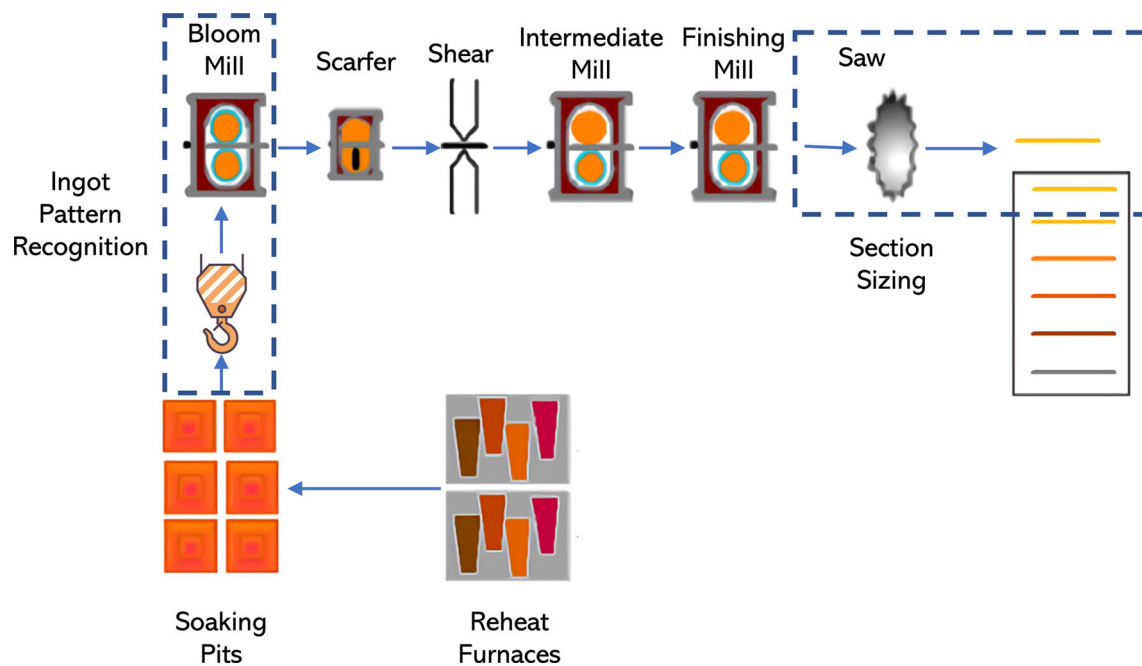 Bloom
Mill
Scarfer
Shear
Intermediate
Mill
Finishing
Mill
Saw
Ingot
Pattern
Recognition
Section
Sizing
Soaking
Pits
Reheat
Furnaces